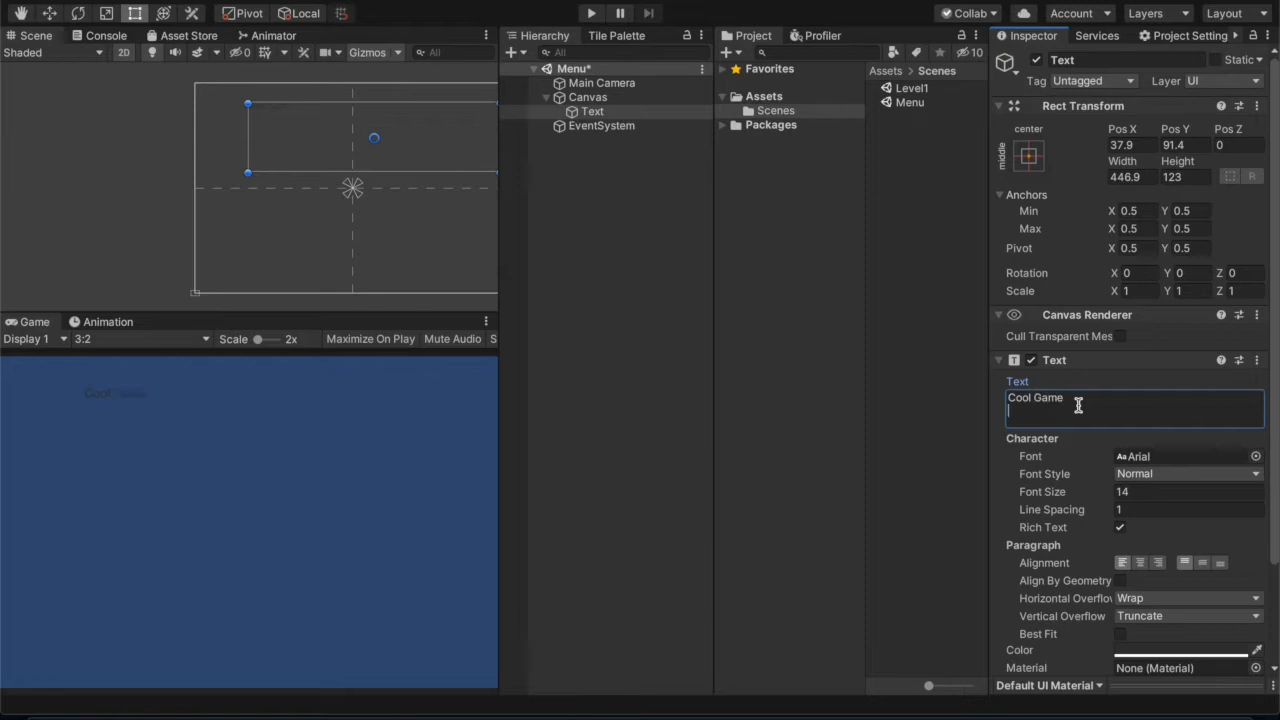 Pivot Local Collab Account Layers Layout
Scene Console Asset Store Animator
Shaded 2D 0 Gizmos All
Game Animation
Display 1 3:2 Scale 2x Maximize On Play Mute Audio S
Cool
Hierarchy Tile Palette
All
Menu*
Main Camera
Canvas
Text
EventSystem
Project Profiler
10
Favorites
Assets
Scenes
Packages
Assets Scenes
Level1
Menu
Inspector Services Project Setting
Text Static
Tag Untagged Layer UI
Rect Transform
center
middle
Pos X Pos Y Pos Z
37.9 91.4 0
Width Height
446.9 123
R
Anchors
Min X 0.5 Y 0.5
Max X 0.5 Y 0.5
Pivot X 0.5 Y 0.5
Rotation X 0 Y 0 Z 0
Scale X 1 Y 1 Z 1
Canvas Renderer
Cull Transparent Mes
Text
Text
Cool Game
Character
Font Aa Arial
Font Style Normal
Font Size 14
Line Spacing 1
Rich Text
Paragraph
Alignment
Align By Geometry
Horizontal Overflow Wrap
Vertical Overflow Truncate
Best Fit
Color
Material None (Material)
Default UI Material